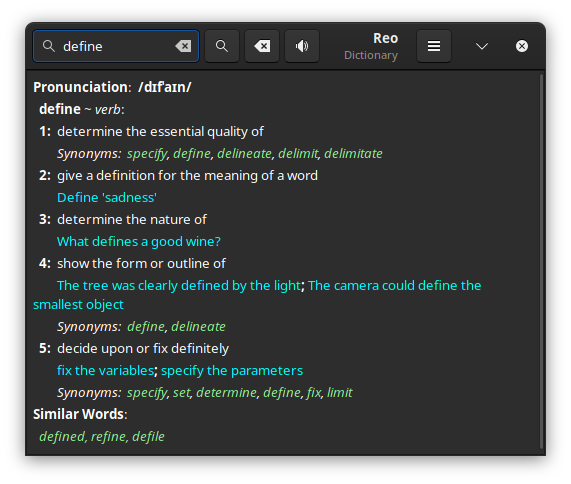 define
Reo
Dictionary
Pronunciation: /dɪfˈaɪn/
define ~ verb:
1: determine the essential quality of
Synonyms: specify, define, delineate, delimit, delimitate
2: give a definition for the meaning of a word
Define 'sadness'
3: determine the nature of
What defines a good wine?
4: show the form or outline of
The tree was clearly defined by the light; The camera could define the
smallest object
Synonyms: define, delineate
5: decide upon or fix definitely
fix the variables; specify the parameters
Synonyms: specify, set, determine, define, fix, limit
Similar Words:
defined, refine, defile